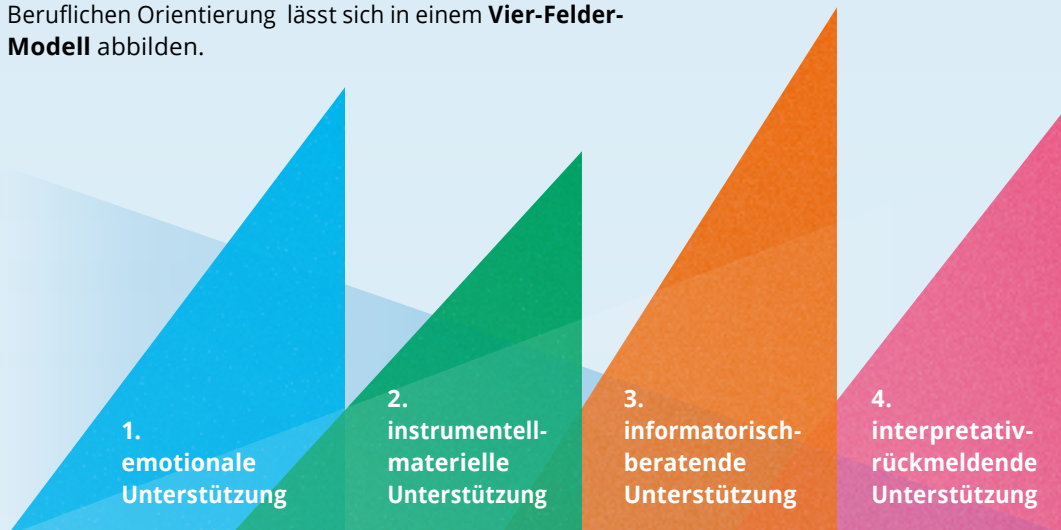 Beruflichen Orientierung lässt sich in einem Vier-Felder-
Modell abbilden.
1.
emotionale
Unterstützung
2.
instrumentell-
materielle
Unterstützung
3.
informatorisch-
beratende
Unterstützung
4.
interpretativ-
rückmeldende
Unterstützung